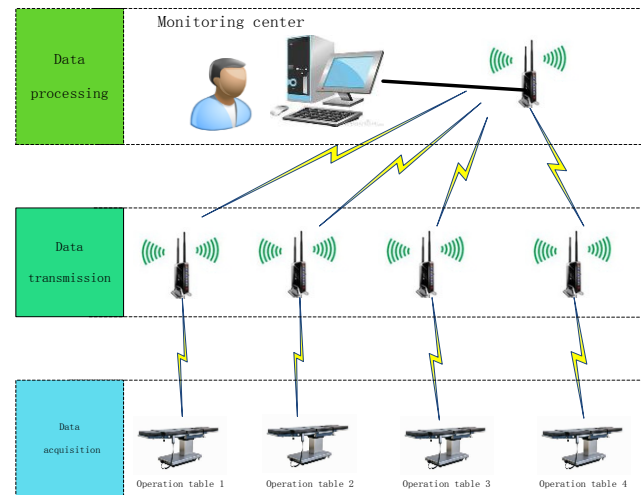 Monitoring center
Data
processing
Data
transmission
Data
acquisition
Operation table 1
Operation table 2
Operation table 3
Operation table 4